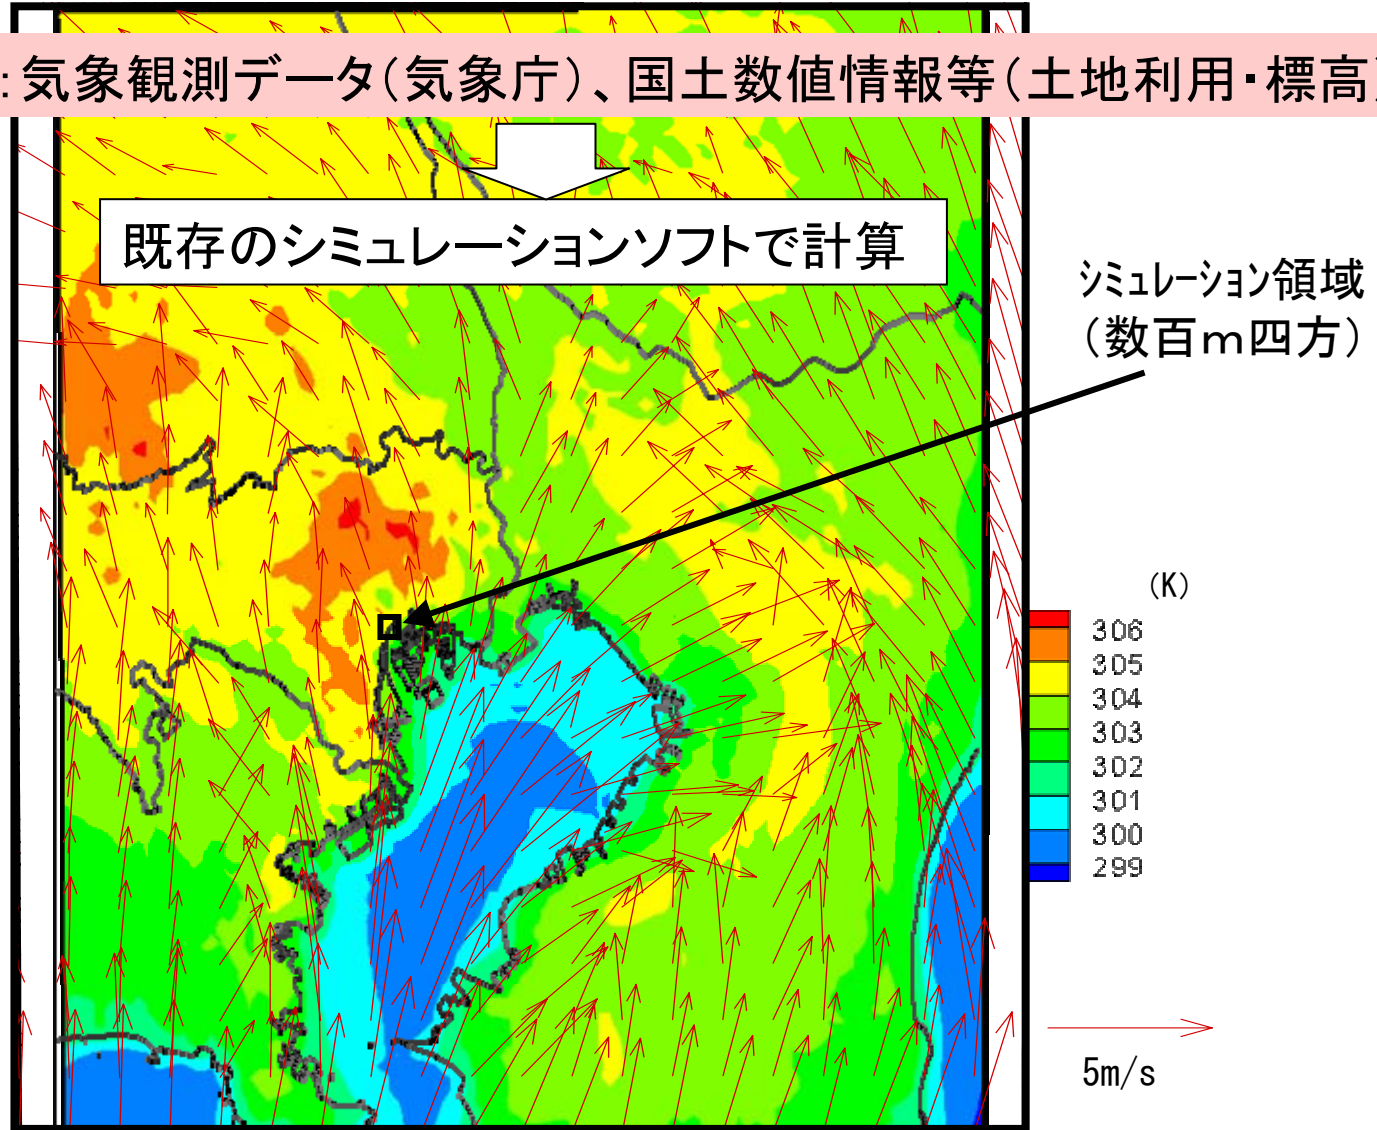 :気象観測データ(気象庁)、国土数値情報等(土地利用・標高)
既存のシミュレーションソフトで計算
シミュレーション領域
(数百m四方)
(K)
306
305
304
303
302
301
300
299
5m/s